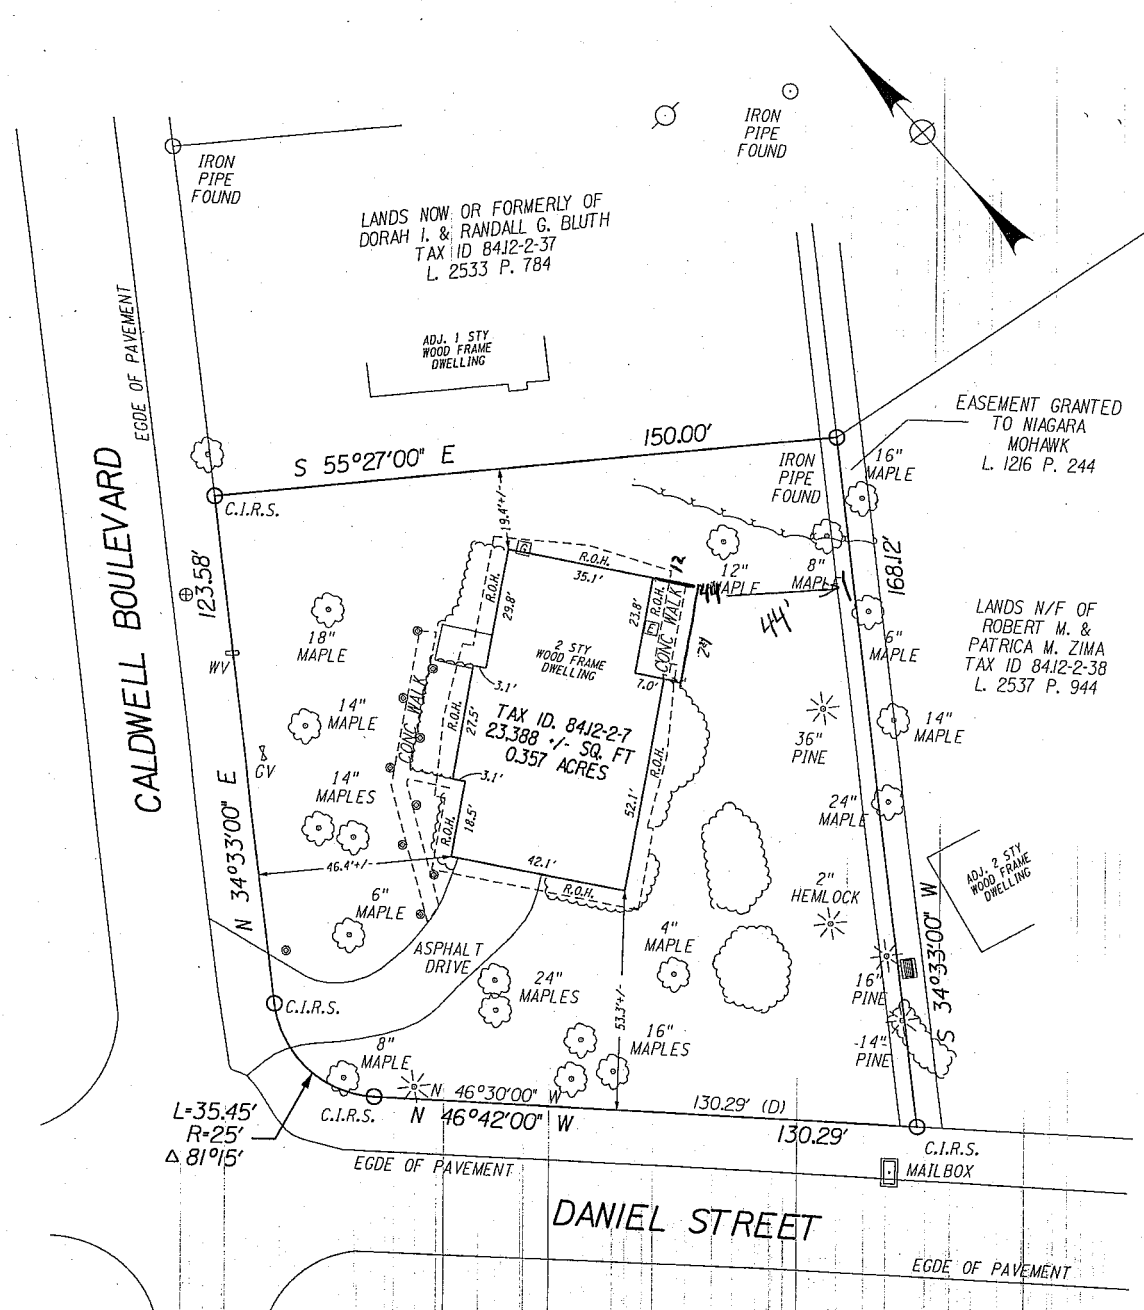 IRON
PIPE
FOUND
IRON
PIPE
FOUND
LANDS NOW OR FORMERLY OF
DORAH I. & RANDALL G. BLUTH
TAX ID 84.12-2-37
L. 2533 P. 784
EGDE OF PAVEMENT
ADJ. 1 STY
WOOD FRAME
DWELLING
EASEMENT GRANTED
TO NIAGARA
MOHAWK
L. 1216 P. 244
S 55°27'00" E
150.00'
IRON
PIPE
FOUND
16"
MAPLE
C.I.R.S.
CALDWELL BOULEVARD
123.58'
19.4'+/-
G
R.O.H.
35.1'
12
12"
MAPLE
8"
MAPLE
168.12'
R.O.H.
29.8'
23.8'
R.O.H.
E
CONC WALK
44'
44'
24
18"
MAPLE
WV
2 STY
WOOD FRAME
DWELLING
6"
MAPLE
LANDS N/F OF
ROBERT M. &
PATRICA M. ZIMA
TAX ID 84.12-2-38
L. 2537 P. 944
3.1'
7.0'
CONC WALK
R.O.H.
27.5'
TAX ID. 84.12-2-7
23,388 +/- SQ. FT
0.357 ACRES
14"
MAPLE
36"
PINE
14"
MAPLE
GV
14"
MAPLES
3.1'
R.O.H.
52.1'
24"
MAPLE
R.O.H.
18.5'
N 34°33'00" E
46.4'+/-
42.1'
R.O.H.
ADJ. 2 STY
WOOD FRAME
DWELLING
6"
MAPLE
2"
HEMLOCK
ASPHALT
DRIVE
4"
MAPLE
S 34°33'00" W
24"
MAPLES
16"
PINE
C.I.R.S.
53.3'+/-
16"
MAPLES
14"
PINE
8"
MAPLE
N 46°30'00" W
130.29' (D)
L=35.45'
R=25'
Δ 81°15'
C.I.R.S.
N 46°42'00" W
130.29'
C.I.R.S.
EGDE OF PAVEMENT
MAILBOX
DANIEL STREET
EGDE OF PAVEMENT